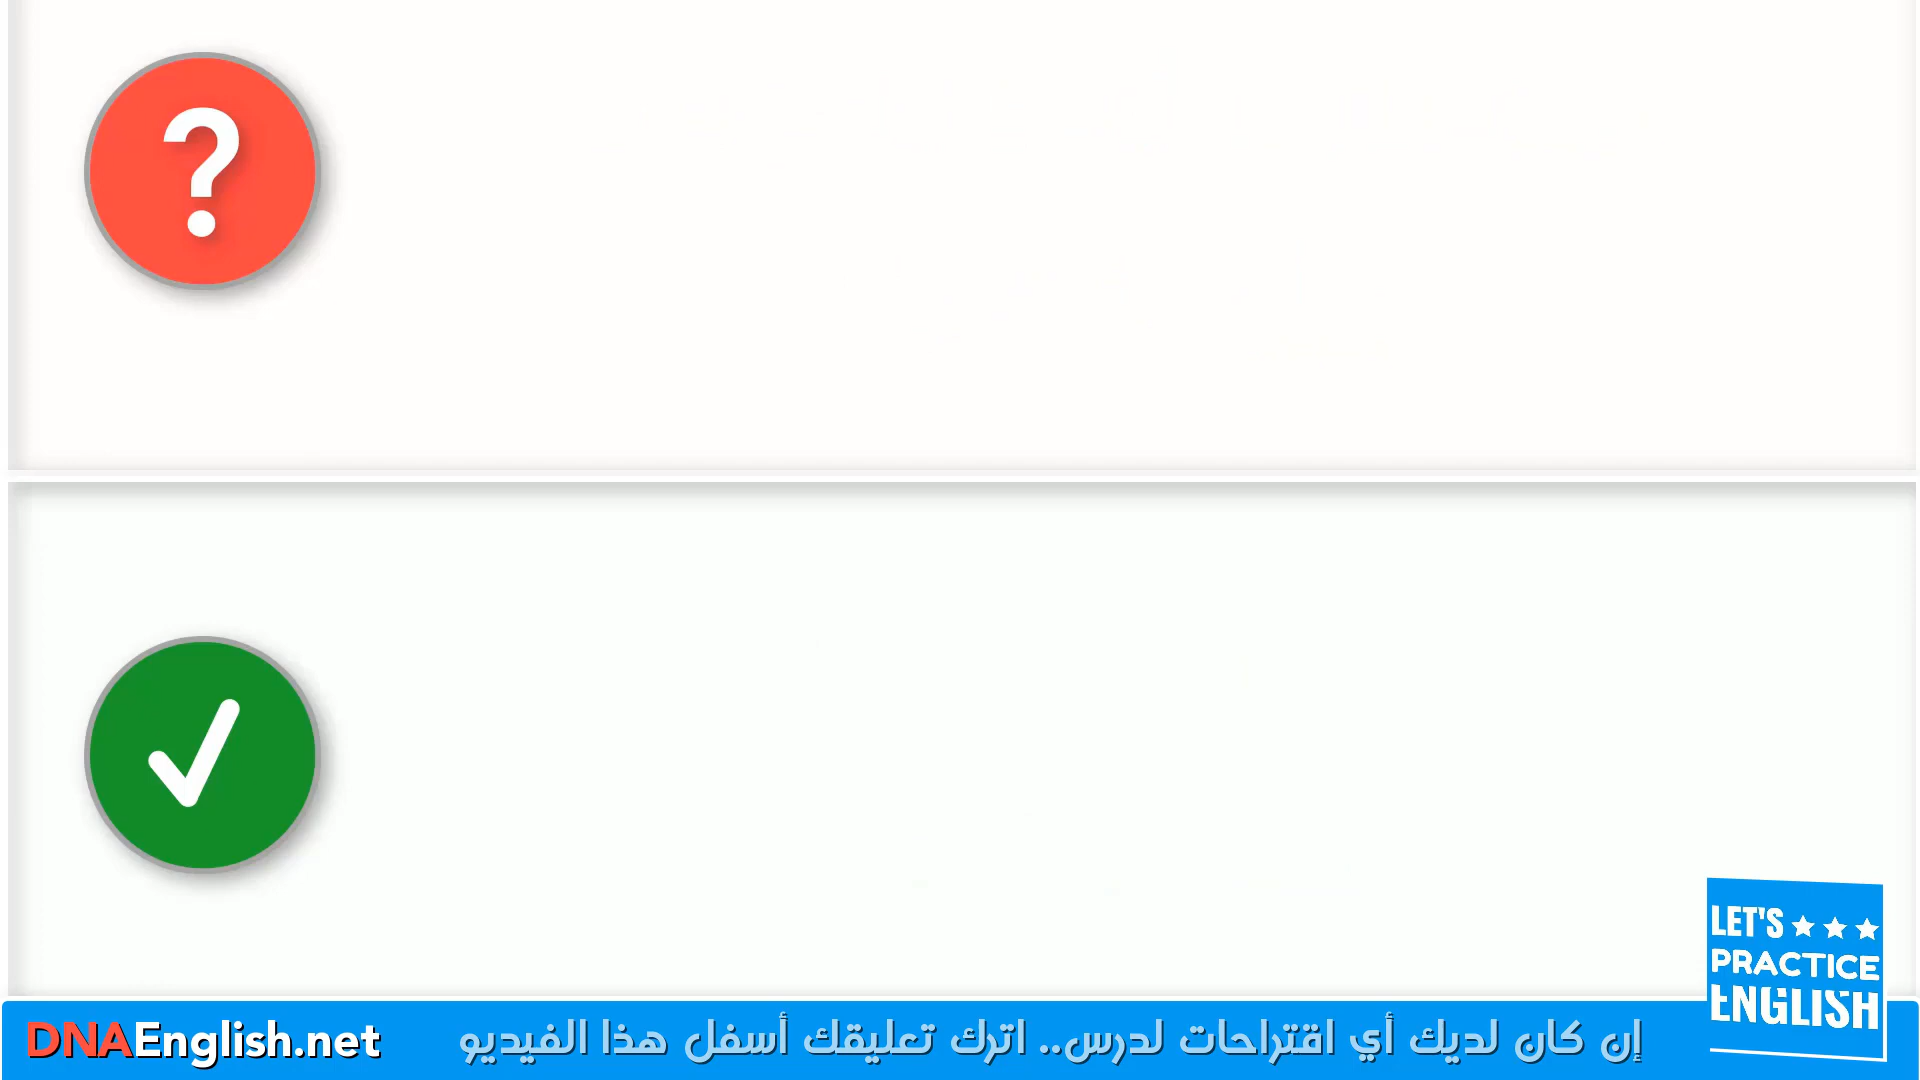 ?
LET'S
PRACTICE
ENGLISH
DNAEnglish.net
إن كان لديك أي اقتراحات لدرس.. اترك تعليقك أسفل هذا الفيديو